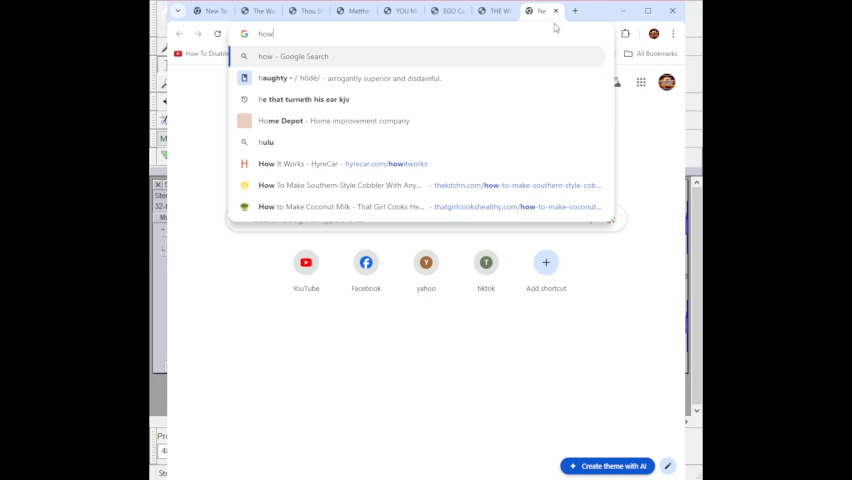 New Ta
The We
Thou S
Matthe
YOU M
EGO C
THE W
Ne
how
How To Disable
All Bookmarks
how - Google Search
haughty • / hôdē/ - arrogantly superior and disdainful.
he that turneth his ear kjv
Home Depot - Home improvement company
hulu
How It Works - HyreCar - hyrecar.com/howitworks
How To Make Southern-Style Cobbler With Any... - thekitchn.com/how-to-make-southern-style-cob...
How to Make Coconut Milk - That Girl Cooks He... - thatgirlcookshealthy.com/how-to-make-coconut...
YouTube
Facebook
yahoo
tiktok
Add shortcut
Create theme with AI